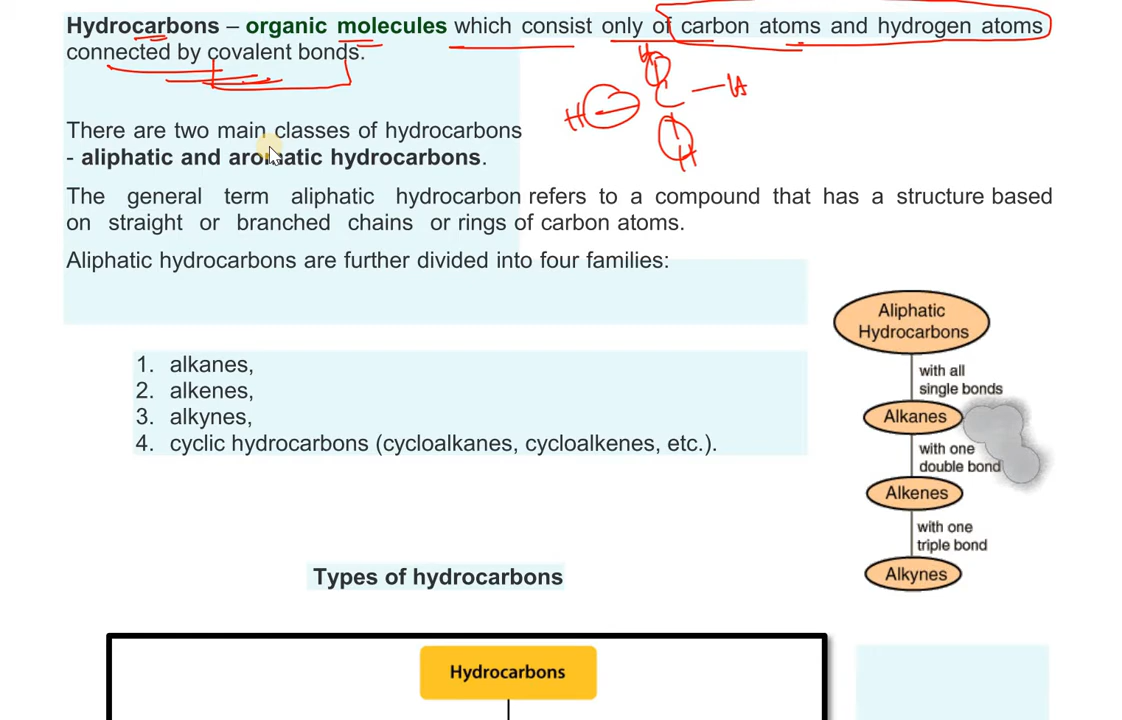 Hydrocarbons – organic molecules which consist only of carbon atoms and hydrogen atoms
connected by covalent bonds.
H
C
H
H
H
There are two main classes of hydrocarbons
- aliphatic and aromatic hydrocarbons.
The general term aliphatic hydrocarbon refers to a compound that has a structure based
on straight or branched chains or rings of carbon atoms.
Aliphatic hydrocarbons are further divided into four families:
1. alkanes,
2. alkenes,
3. alkynes,
4. cyclic hydrocarbons (cycloalkanes, cycloalkenes, etc.).
Aliphatic
Hydrocarbons
with all
single bonds
Alkanes
with one
double bond
Alkenes
with one
triple bond
Alkynes
Types of hydrocarbons
Hydrocarbons